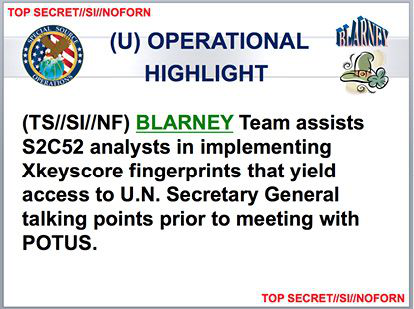 TOP SECRET//SI//NOFORN
SPECIAL SOURCE
OPERATIONS
BLARNEY
(U) OPERATIONAL
HIGHLIGHT
(TS//SI//NF) BLARNEY Team assists
S2C52 analysts in implementing
Xkeyscore fingerprints that yield
access to U.N. Secretary General
talking points prior to meeting with
POTUS.
TOP SECRET//SI//NOFORN